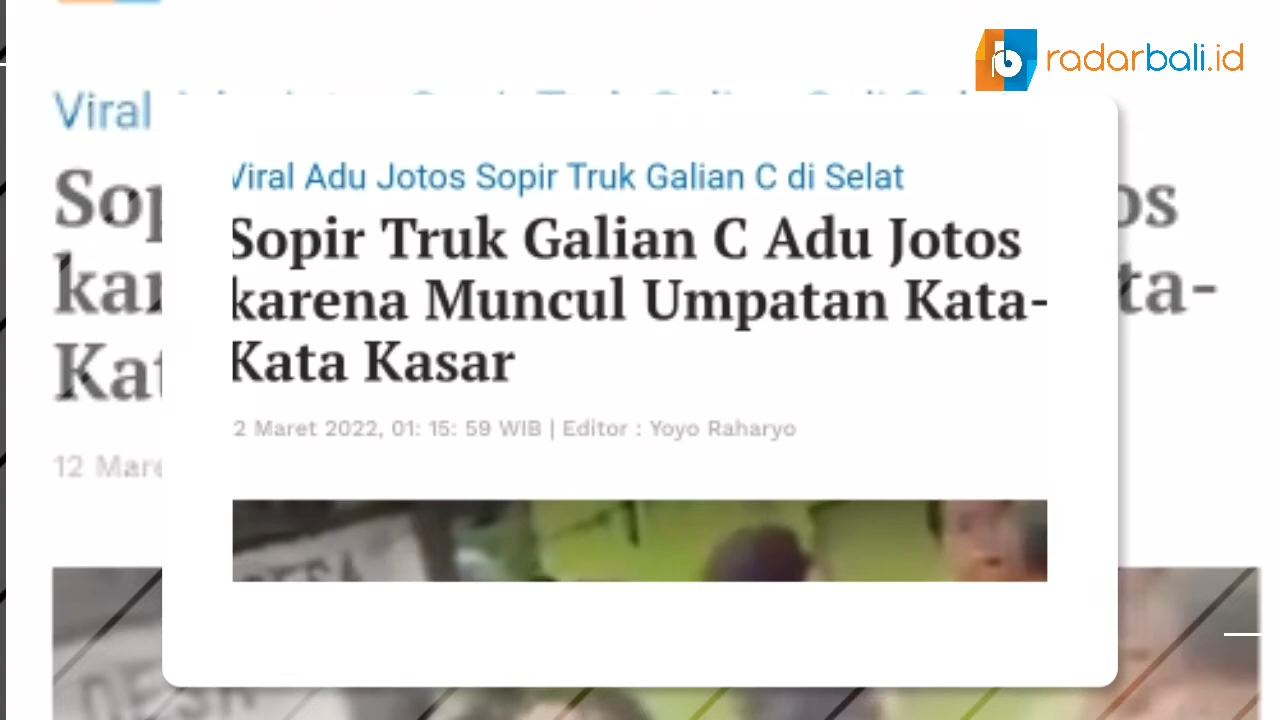 radarbali.id
Viral
Viral Adu Jotos Sopir Truk Galian C di Selat
Sopir Truk Galian C Adu Jotos
karena Muncul Umpatan Kata-
Kata Kasar
2 Maret 2022, 01: 15: 59 WIB | Editor : Yoyo Raharyo
12 Mare
DESA